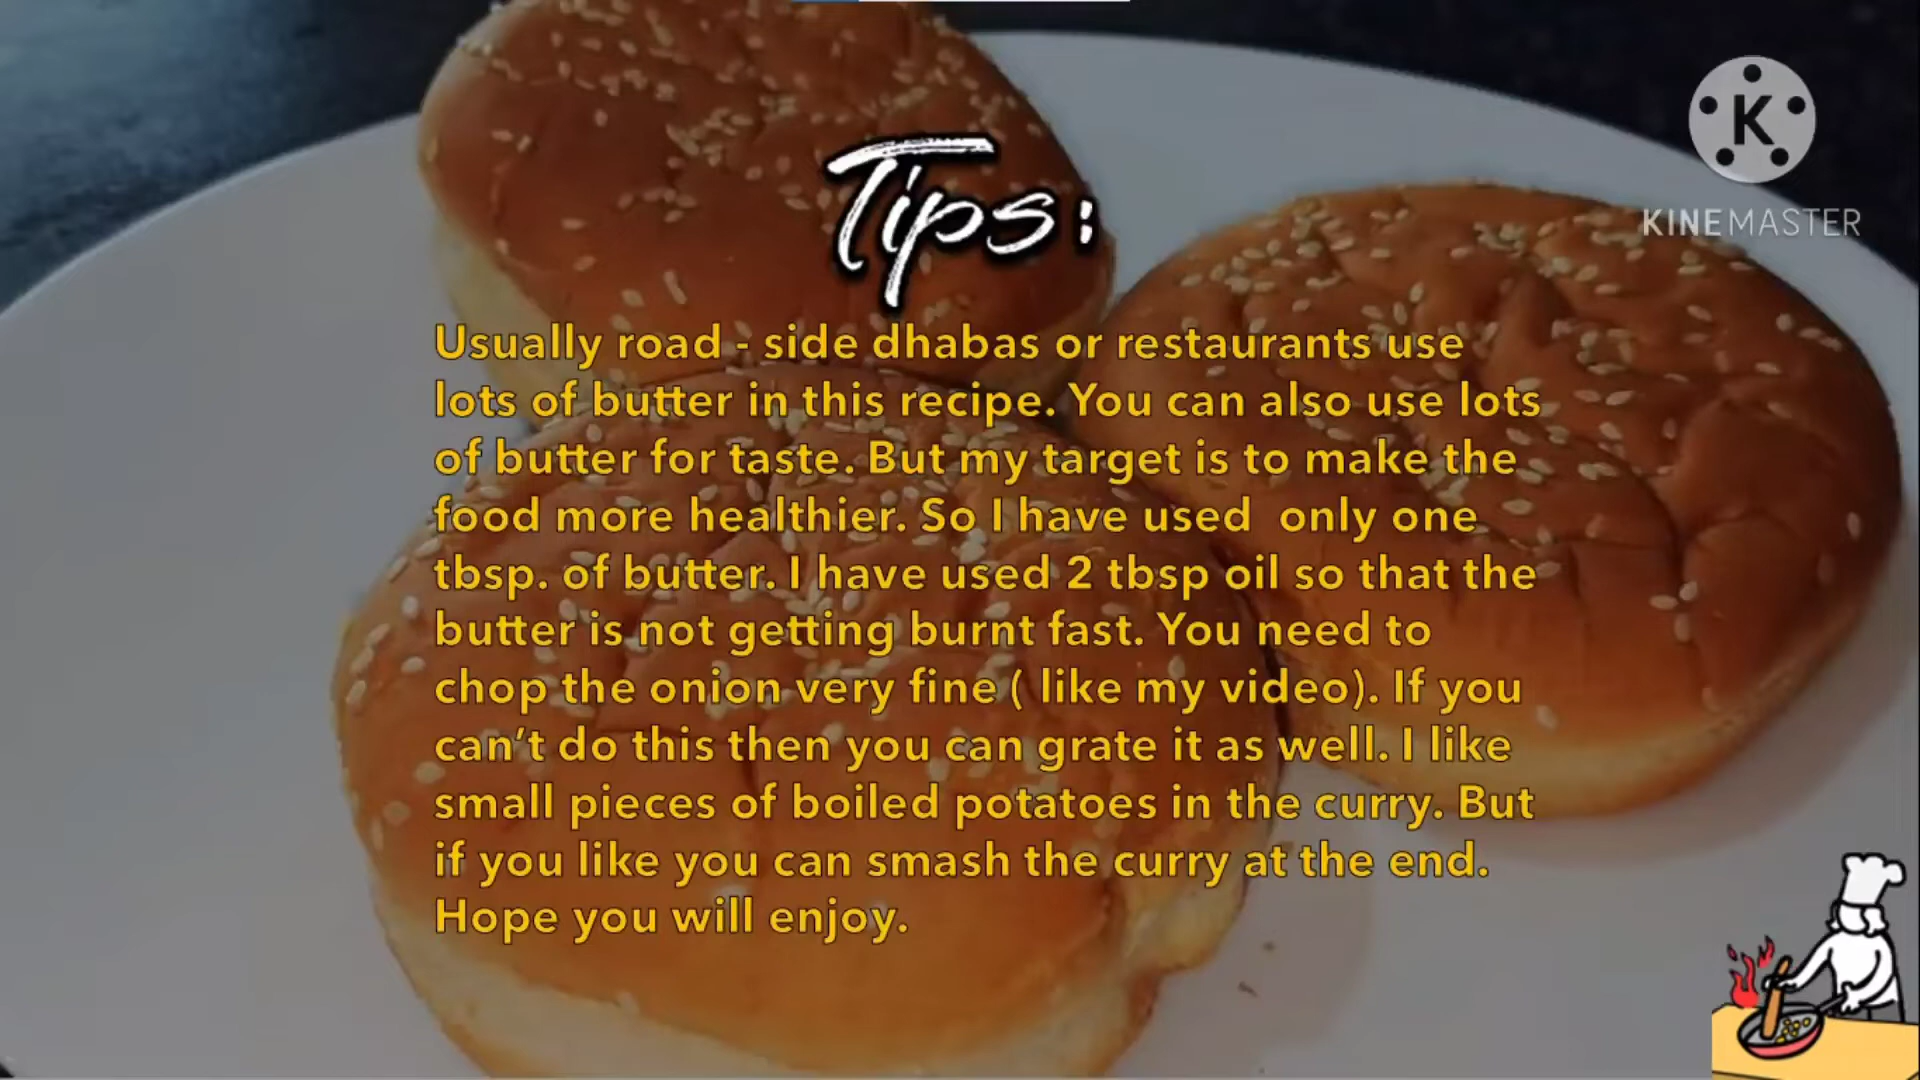 K
KINEMASTER
Tips:
Usually road - side dhabas or restaurants use
lots of butter in this recipe. You can also use lots
of butter for taste. But my target is to make the
food more healthier. So I have used  only one
tbsp. of butter. I have used 2 tbsp oil so that the
butter is not getting burnt fast. You need to
chop the onion very fine ( like my video). If you
can’t do this then you can grate it as well. I like
small pieces of boiled potatoes in the curry. But
if you like you can smash the curry at the end.
Hope you will enjoy.